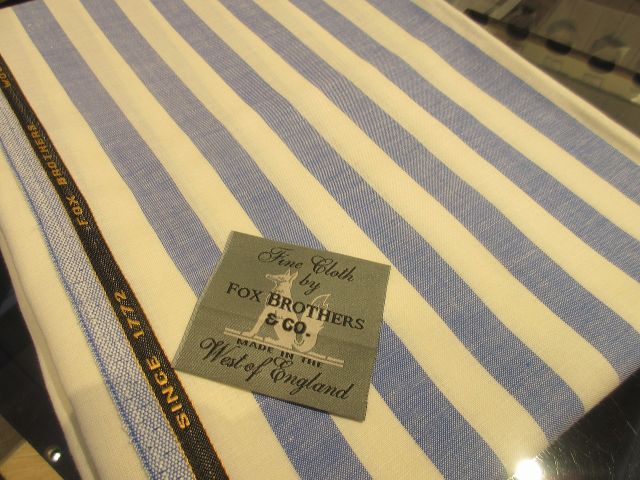 Fine Cloth
by
FOX BROTHERS
& CO.
MADE IN THE
West of England
FOX BROTHERS
SINCE 1772